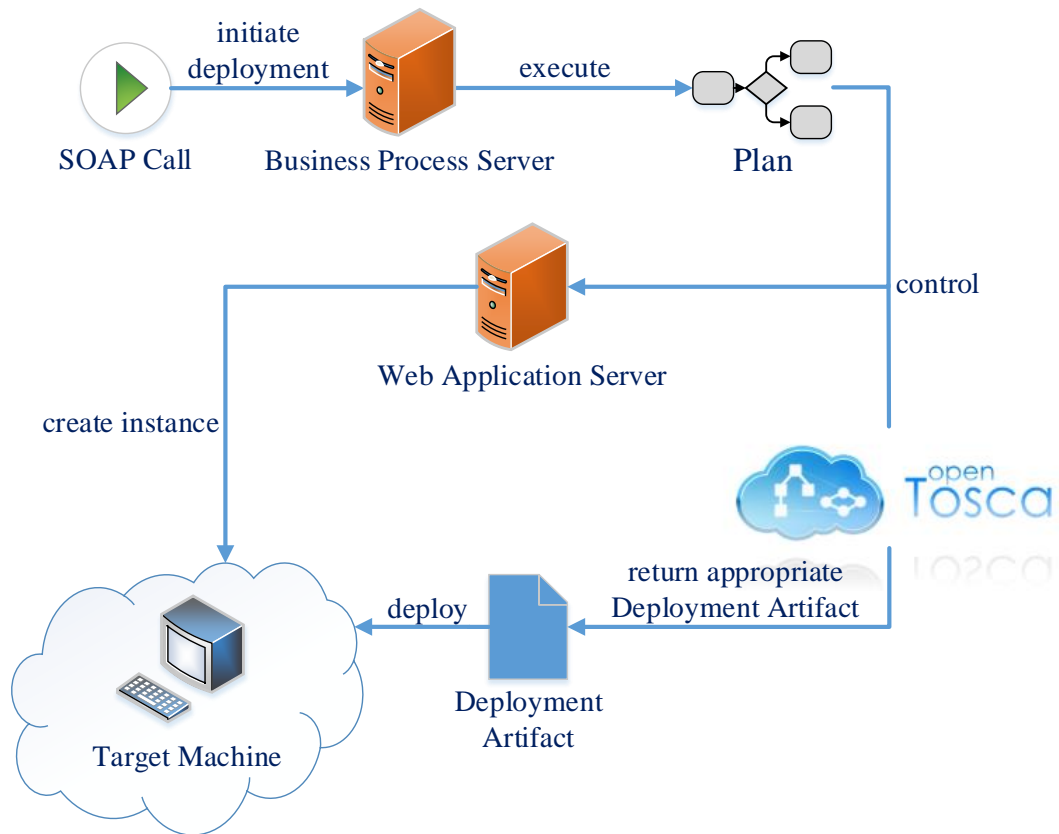 initiate
deployment
execute
SOAP Call
Business Process Server
Plan
control
Web Application Server
create instance
open
Tosca
return appropriate
Deployment Artifact
deploy
Deployment
Artifact
Target Machine